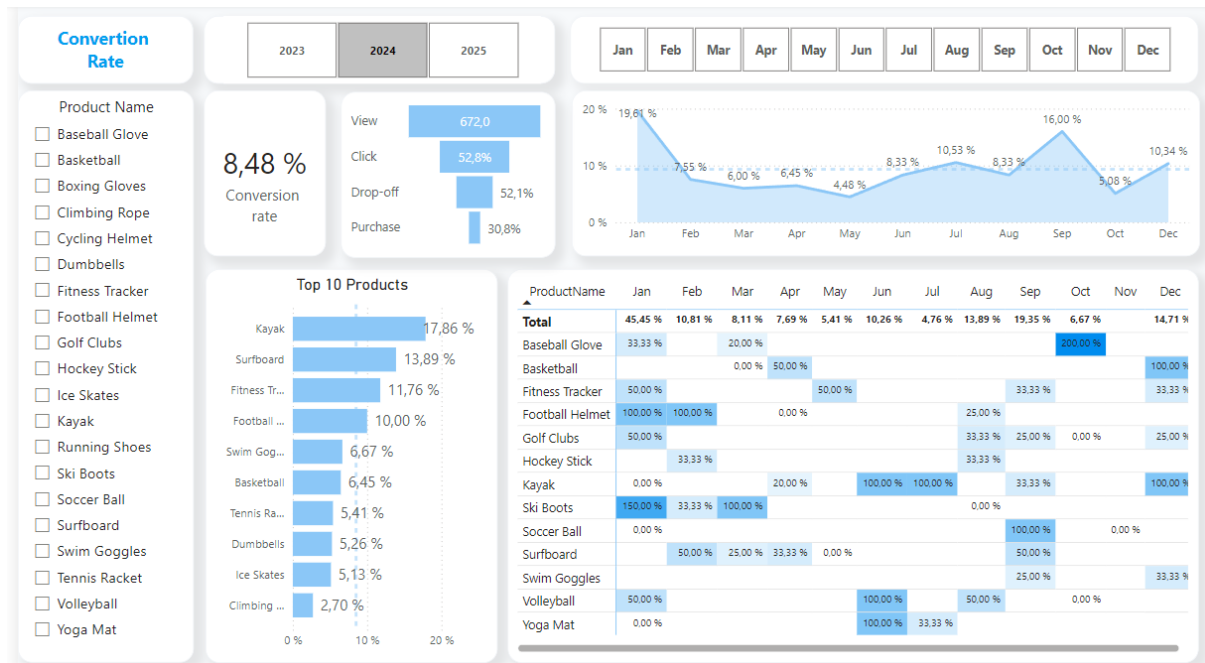 Convertion
Rate
2023 2024 2025
Jan Feb Mar Apr May Jun Jul Aug Sep Oct Nov Dec
Product Name
Baseball Glove
Basketball
Boxing Gloves
Climbing Rope
Cycling Helmet
Dumbbells
Fitness Tracker
Football Helmet
Golf Clubs
Hockey Stick
Ice Skates
Kayak
Running Shoes
Ski Boots
Soccer Ball
Surfboard
Swim Goggles
Tennis Racket
Volleyball
Yoga Mat
8,48 %
Conversion
rate
View 672,0
Click 52,8%
Drop-off 52,1%
Purchase 30,8%
20 %
10 %
0 %
19,61 % 7,55 % 6,00 % 6,45 % 4,48 % 8,33 % 10,53 % 8,33 % 16,00 % 5,08 % 10,34 %
Jan Feb Mar Apr May Jun Jul Aug Sep Oct Dec
Top 10 Products
Kayak 17,86 %
Surfboard 13,89 %
Fitness Tr... 11,76 %
Football ... 10,00 %
Swim Gog... 6,67 %
Basketball 6,45 %
Tennis Ra... 5,41 %
Dumbbells 5,26 %
Ice Skates 5,13 %
Climbing ... 2,70 %
0 % 10 % 20 %
ProductName Jan Feb Mar Apr May Jun Jul Aug Sep Oct Nov Dec
Total 45,45 % 10,81 % 8,11 % 7,69 % 5,41 % 10,26 % 4,76 % 13,89 % 19,35 % 6,67 % 14,71 %
Baseball Glove 33,33 % 20,00 % 200,00 %
Basketball 0,00 % 50,00 % 100,00 %
Fitness Tracker 50,00 % 50,00 % 33,33 % 33,33 %
Football Helmet 100,00 % 100,00 % 0,00 % 25,00 %
Golf Clubs 50,00 % 33,33 % 25,00 % 0,00 % 25,00 %
Hockey Stick 33,33 % 33,33 %
Kayak 0,00 % 20,00 % 100,00 % 100,00 % 33,33 % 100,00 %
Ski Boots 150,00 % 33,33 % 100,00 % 0,00 %
Soccer Ball 0,00 % 100,00 % 0,00 %
Surfboard 50,00 % 25,00 % 33,33 % 0,00 % 50,00 %
Swim Goggles 25,00 % 33,33 %
Volleyball 50,00 % 100,00 % 50,00 % 0,00 %
Yoga Mat 0,00 % 100,00 % 33,33 %